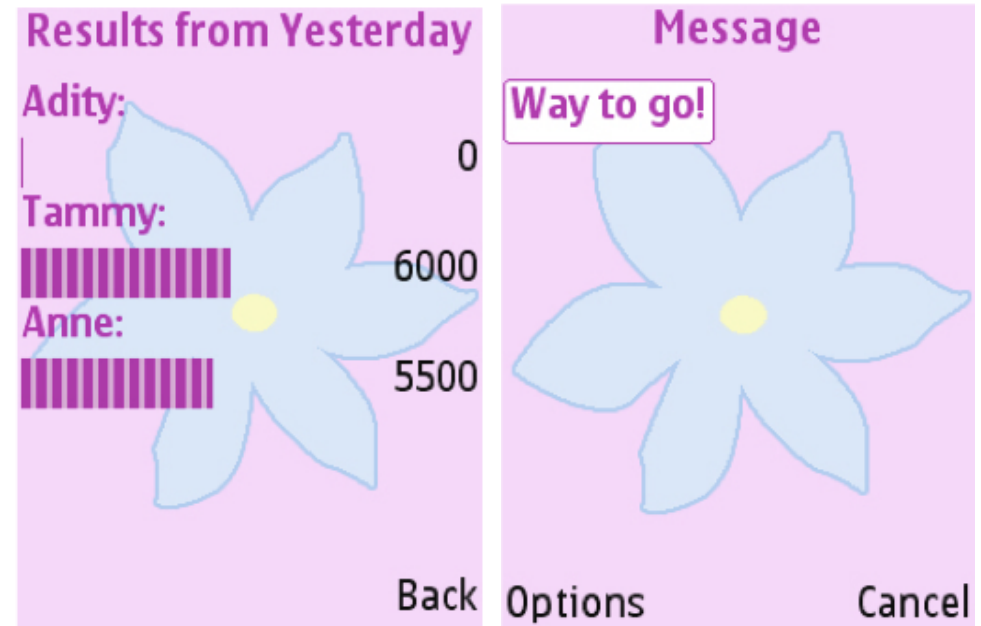 Results from Yesterday
Adity:
0
Tammy:
6000
Anne:
5500
Back
Message
Way to go!
Options
Cancel